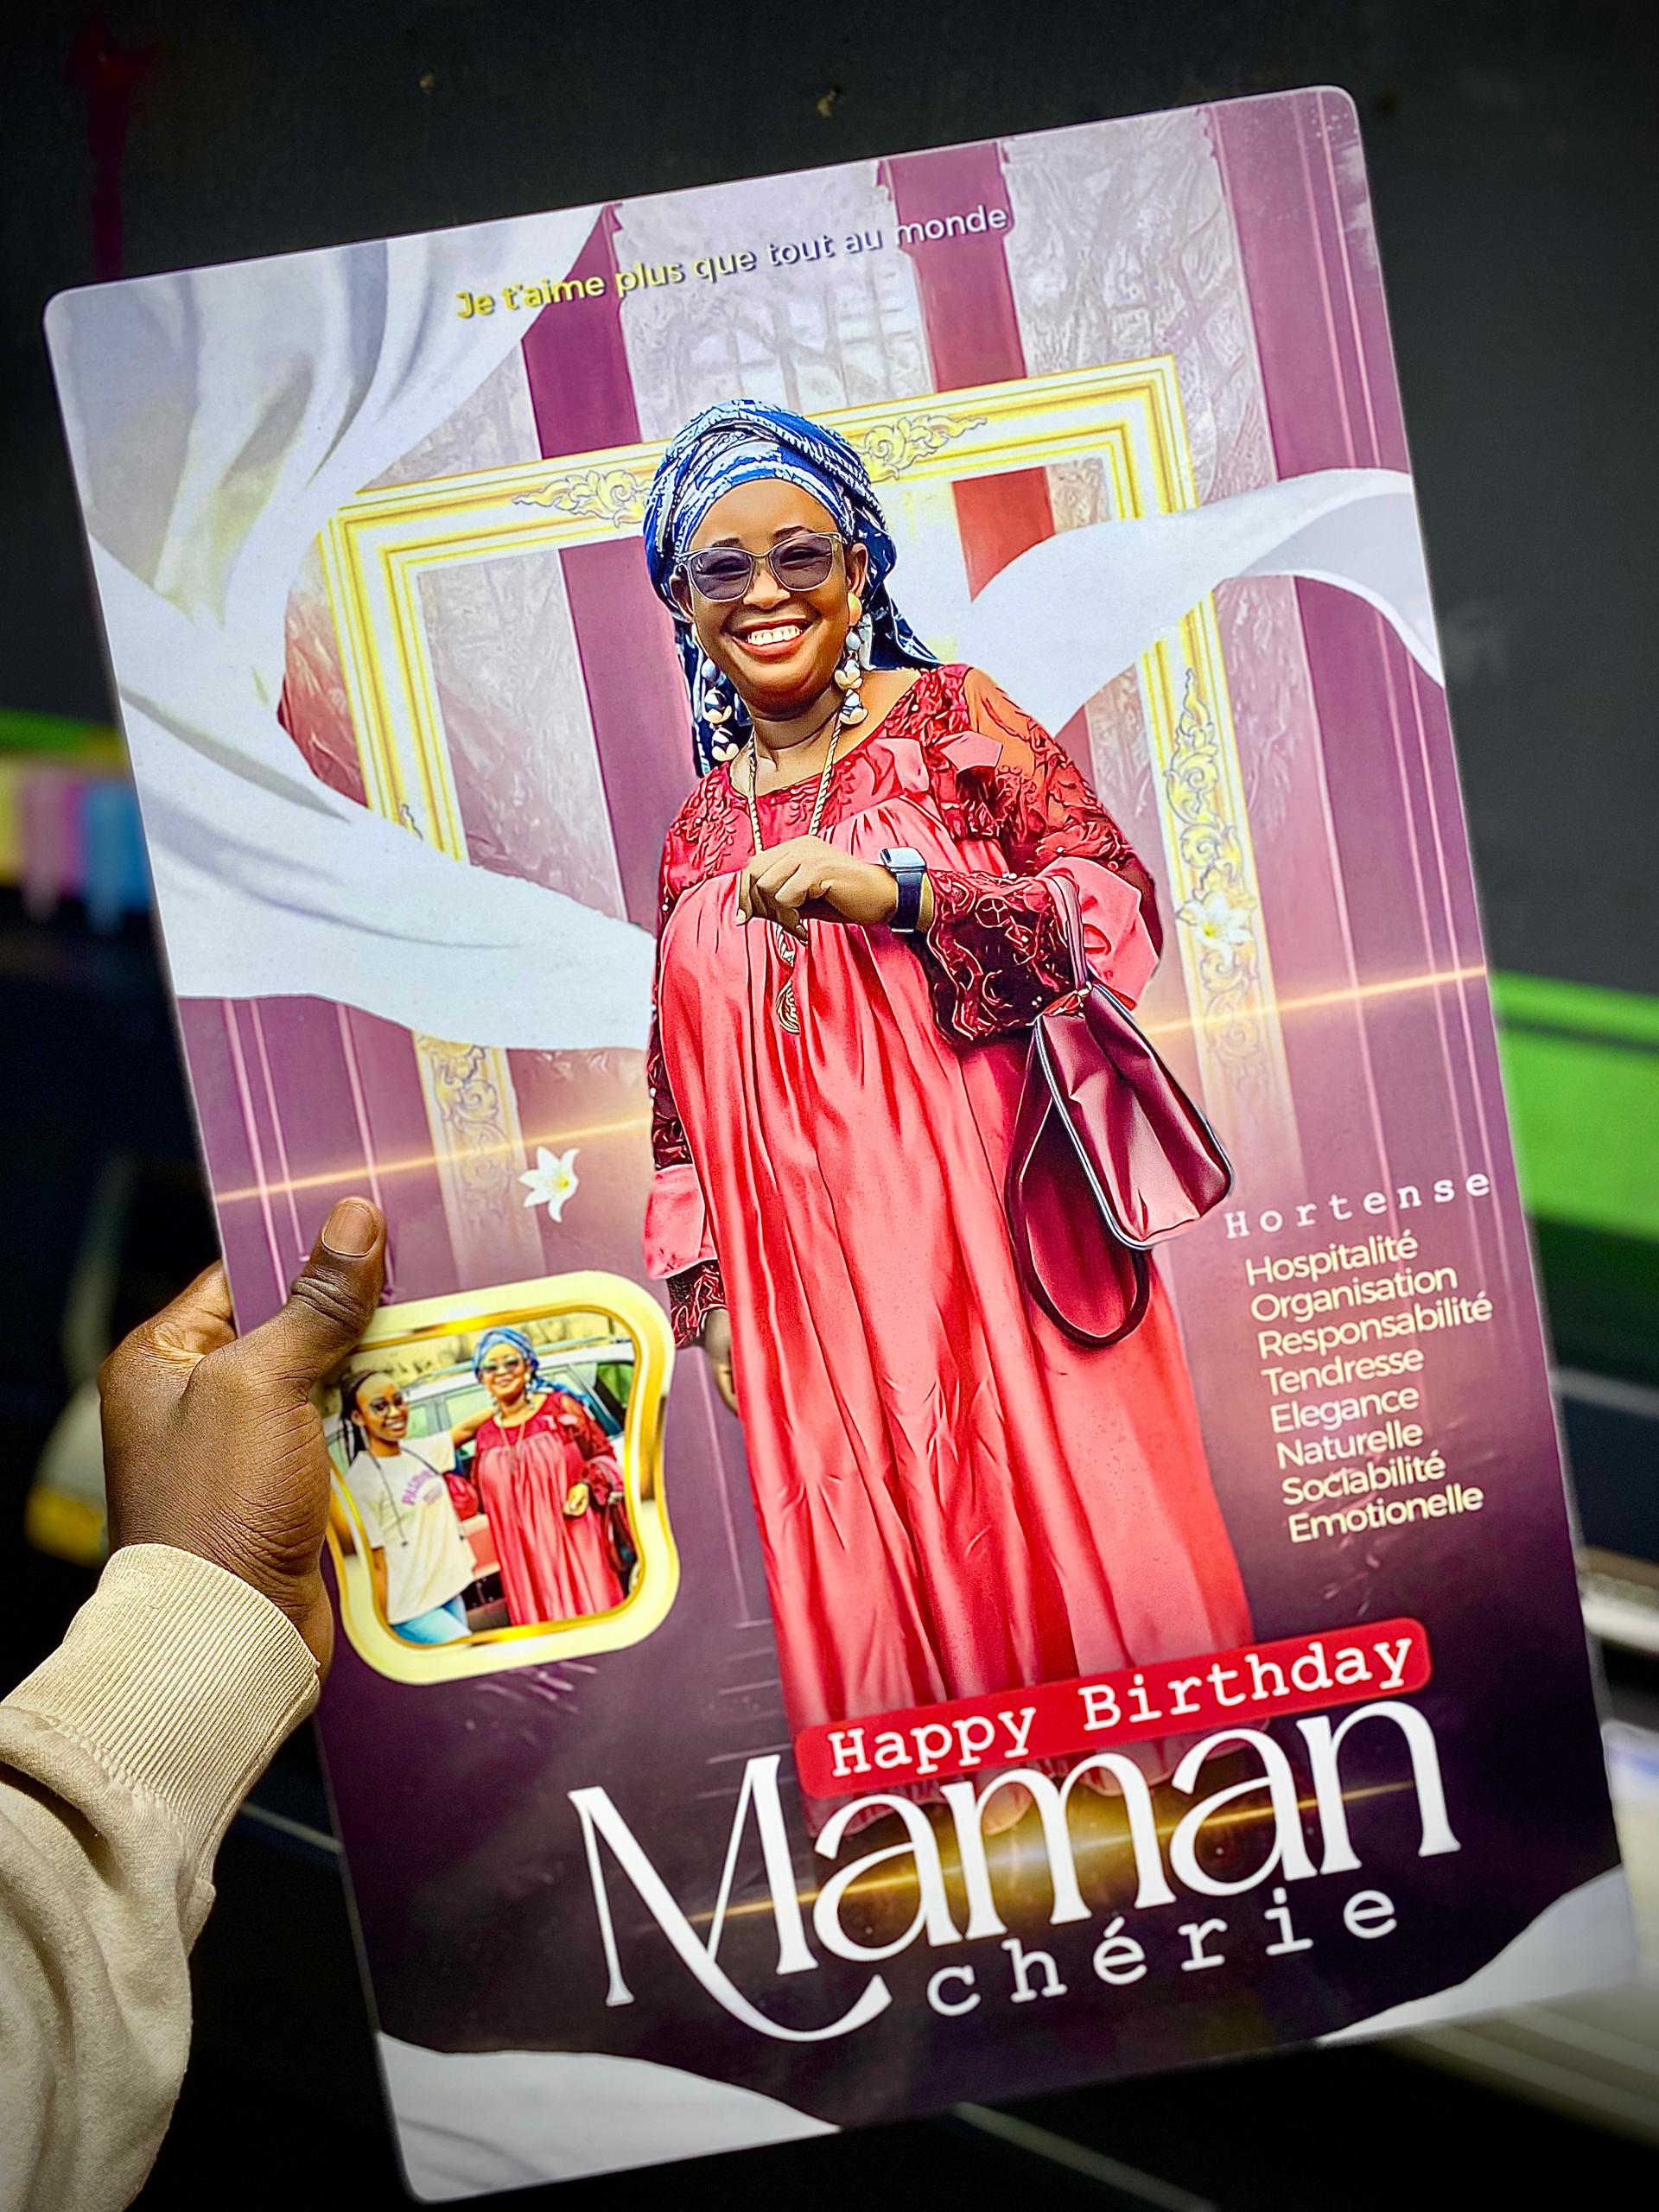 Je t'aime plus que tout au monde
Hortense
Hospitalité
Organisation
Responsabilité
Tendresse
Elegance
Naturelle
Sociabilité
Emotionelle
Happy Birthday
Maman
chérie